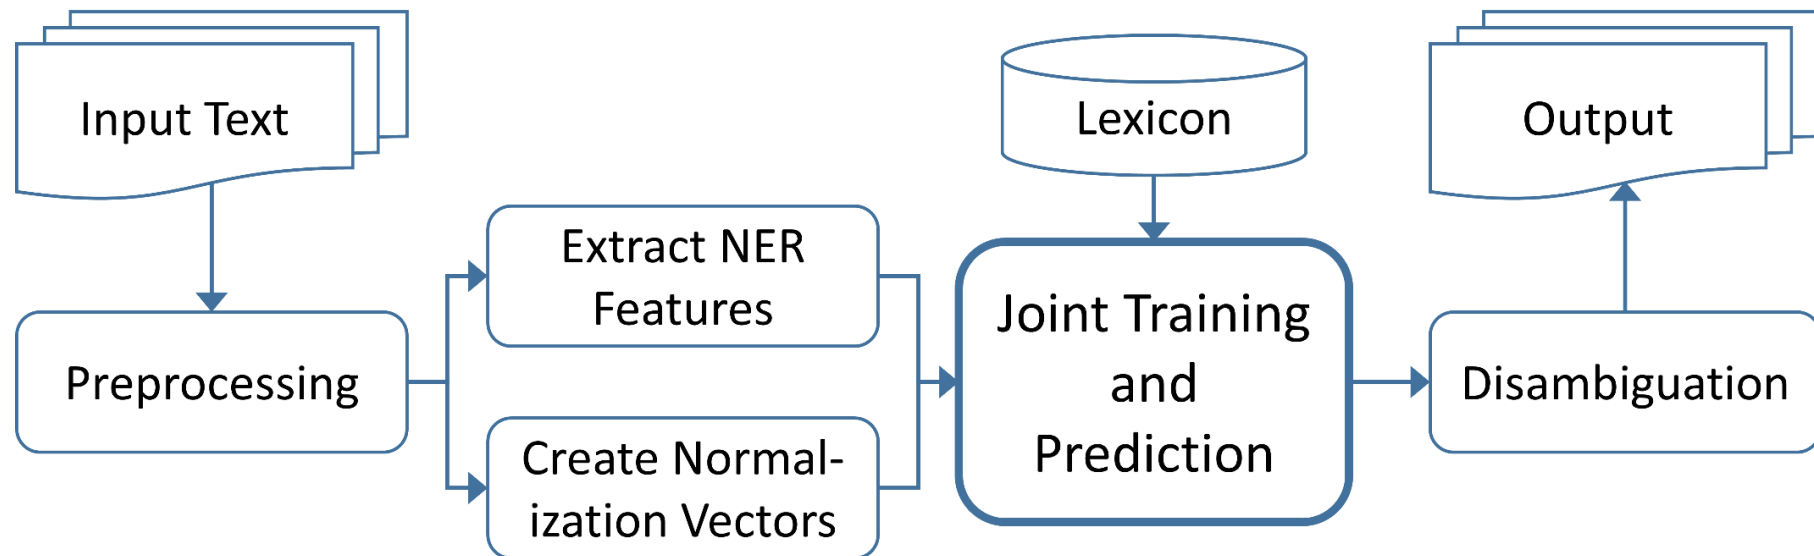 Input Text
Lexicon
Output
Preprocessing
Extract NER
Features
Create Normal-
ization Vectors
Joint Training
and
Prediction
Disambiguation